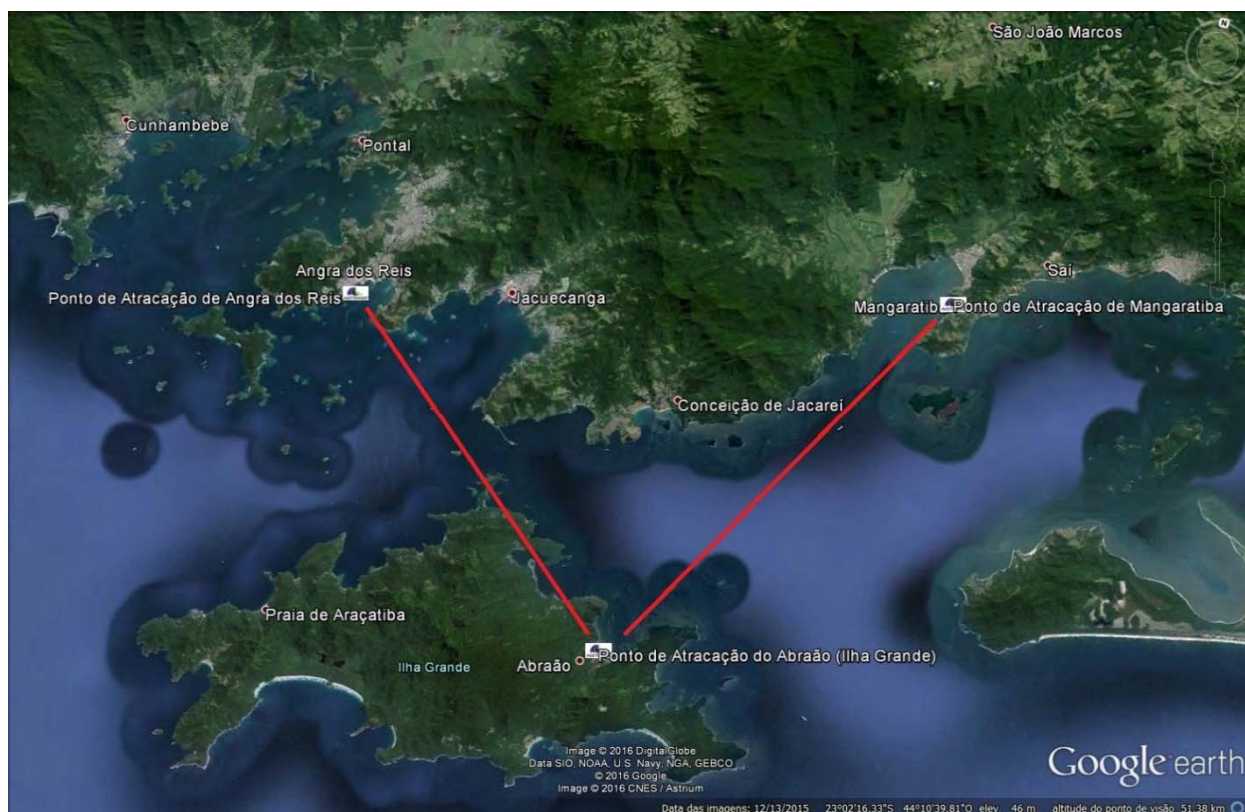 N
São João Marcos
Cunhambebe
Pontal
Angra dos Reis
Saí
Ponto de Atracação de Angra dos Reis
Jacuecanga
Mangaratib
Ponto de Atracação de Mangaratiba
Conceição de Jacareí
Praia de Araçatiba
Ilha Grande
Abraão
Ponto de Atracação do Abraão (Ilha Grande)
Image © 2016 DigitalGlobe
Data SIO, NOAA, U.S. Navy, NGA, GEBCO
© 2016 Google
Image © 2016 CNES / Astrium
Google earth
Data das imagens: 12/13/2015 23°02'16.33"S 44°10'39.81"O elev 46 m altitude do ponto de visão 51.38 km